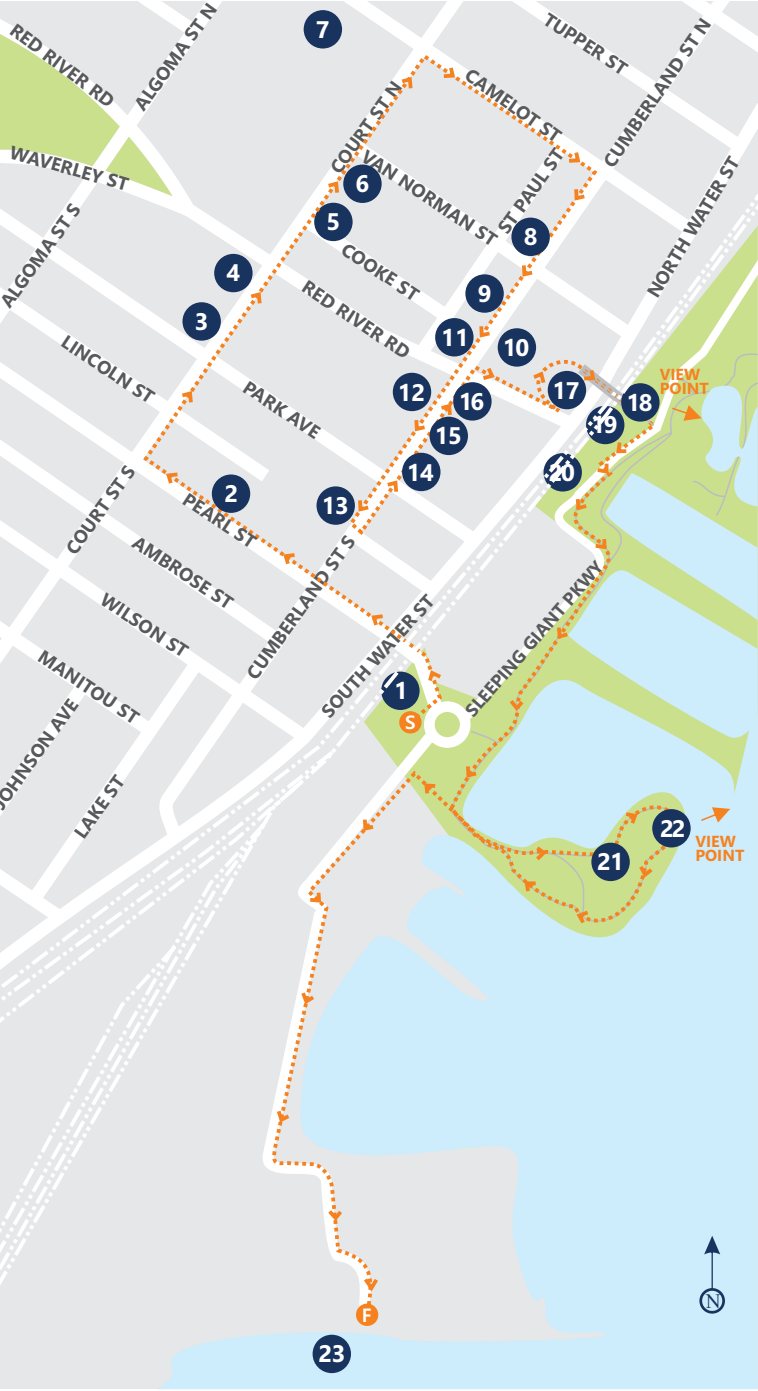 7
TUPPER ST
RED RIVER RD
ALGOMA ST N
CUMBERLAND ST N
COURT ST N
CAMELOT ST
WAVERLEY ST
VAN NORMAN ST
ST PAUL ST
NORTH WATER ST
6
5
8
ALGOMA ST S
4
COOKE ST
9
3
RED RIVER RD
11
10
LINCOLN ST
PARK AVE
12
16
17
18
VIEW
POINT
15
19
14
20
2
13
COURT ST S
PEARL ST
AMBROSE ST
CUMBERLAND ST S
WILSON ST
SOUTH WATER ST
SLEEPING GIANT PKWY
MANITOU ST
1
S
JOHNSON AVE
LAKE ST
22
VIEW
POINT
21
N
F
23